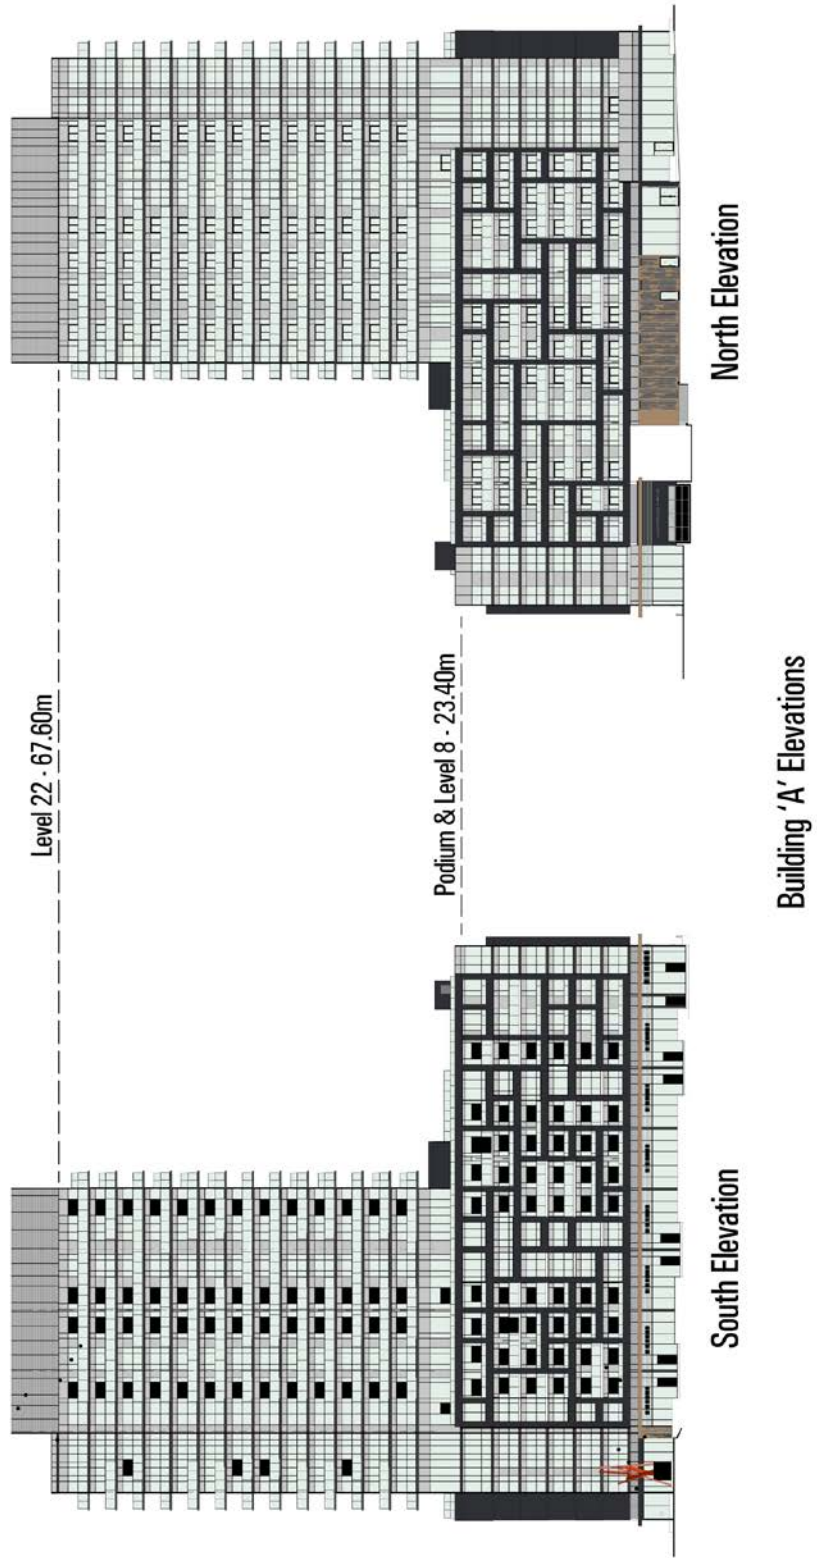 Level 22 - 67.60m
Podium & Level 8 - 23.40m
South Elevation
North Elevation
Building ‘A’ Elevations